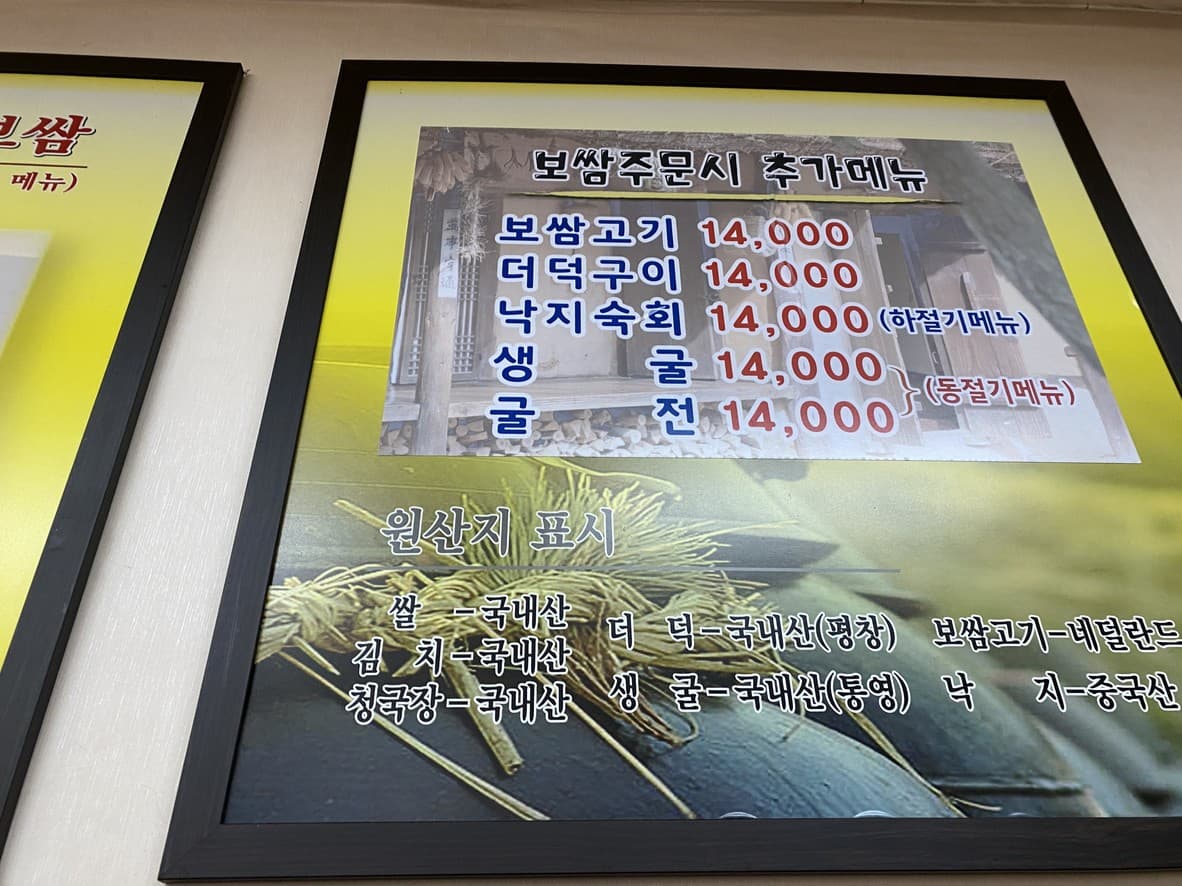 쌈
메뉴)
보쌈주문시 추가메뉴
보쌈고기 14,000
더덕구이 14,000
낙지숙회 14,000 (하절기메뉴)
생 굴 14,000
굴 전 14,000
(동절기메뉴)
원산지 표시
쌀 -국내산
김 치-국내산
청국장-국내산
더 덕-국내산(평창)
생 굴-국내산(통영)
보쌈고기-네덜란드
낙 지-중국산